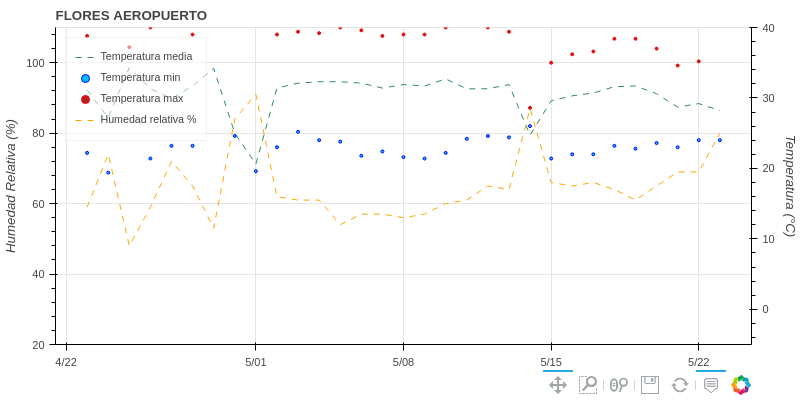 FLORES AEROPUERTO
Temperatura media
Temperatura min
Temperatura max
Humedad relativa %
Humedad Relativa (%)
100
80
60
40
20
Temperatura (°C)
40
30
20
10
0
4/22
5/01
5/08
5/15
5/22